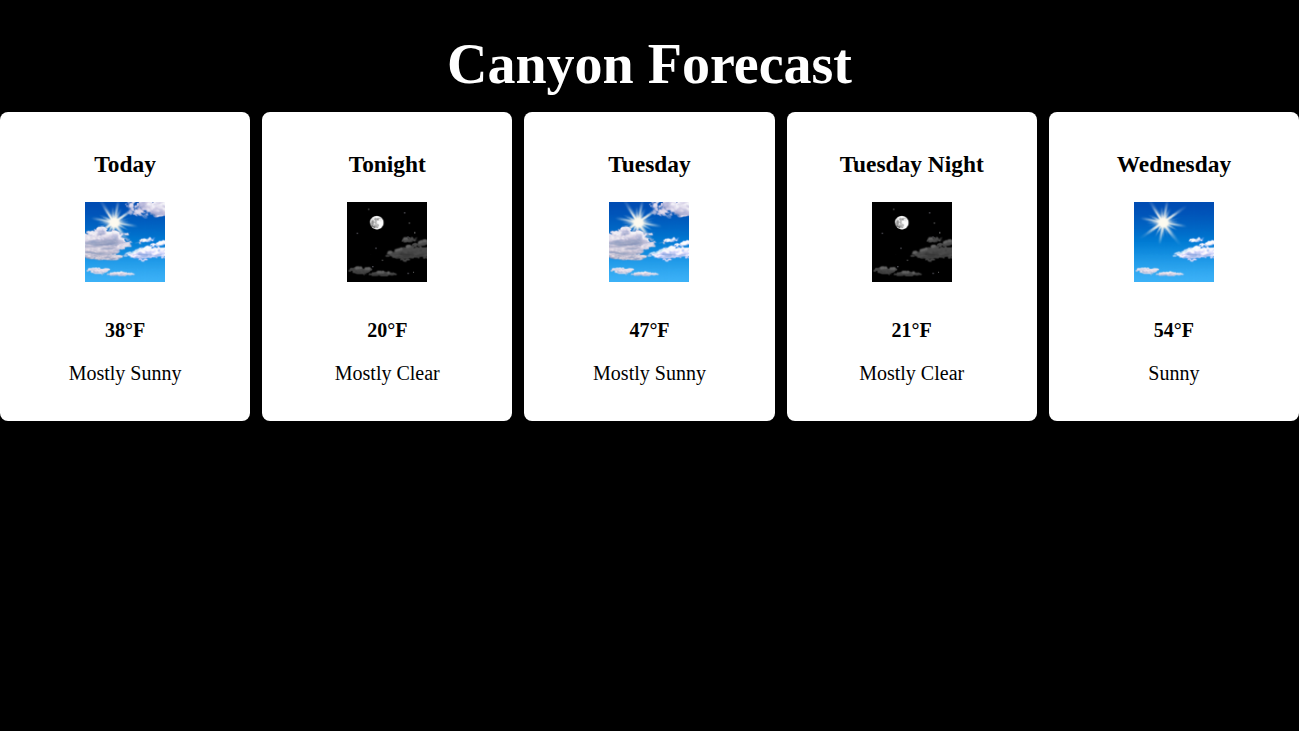 Canyon Forecast
Today
38°F
Mostly Sunny
Tonight
20°F
Mostly Clear
Tuesday
47°F
Mostly Sunny
Tuesday Night
21°F
Mostly Clear
Wednesday
54°F
Sunny